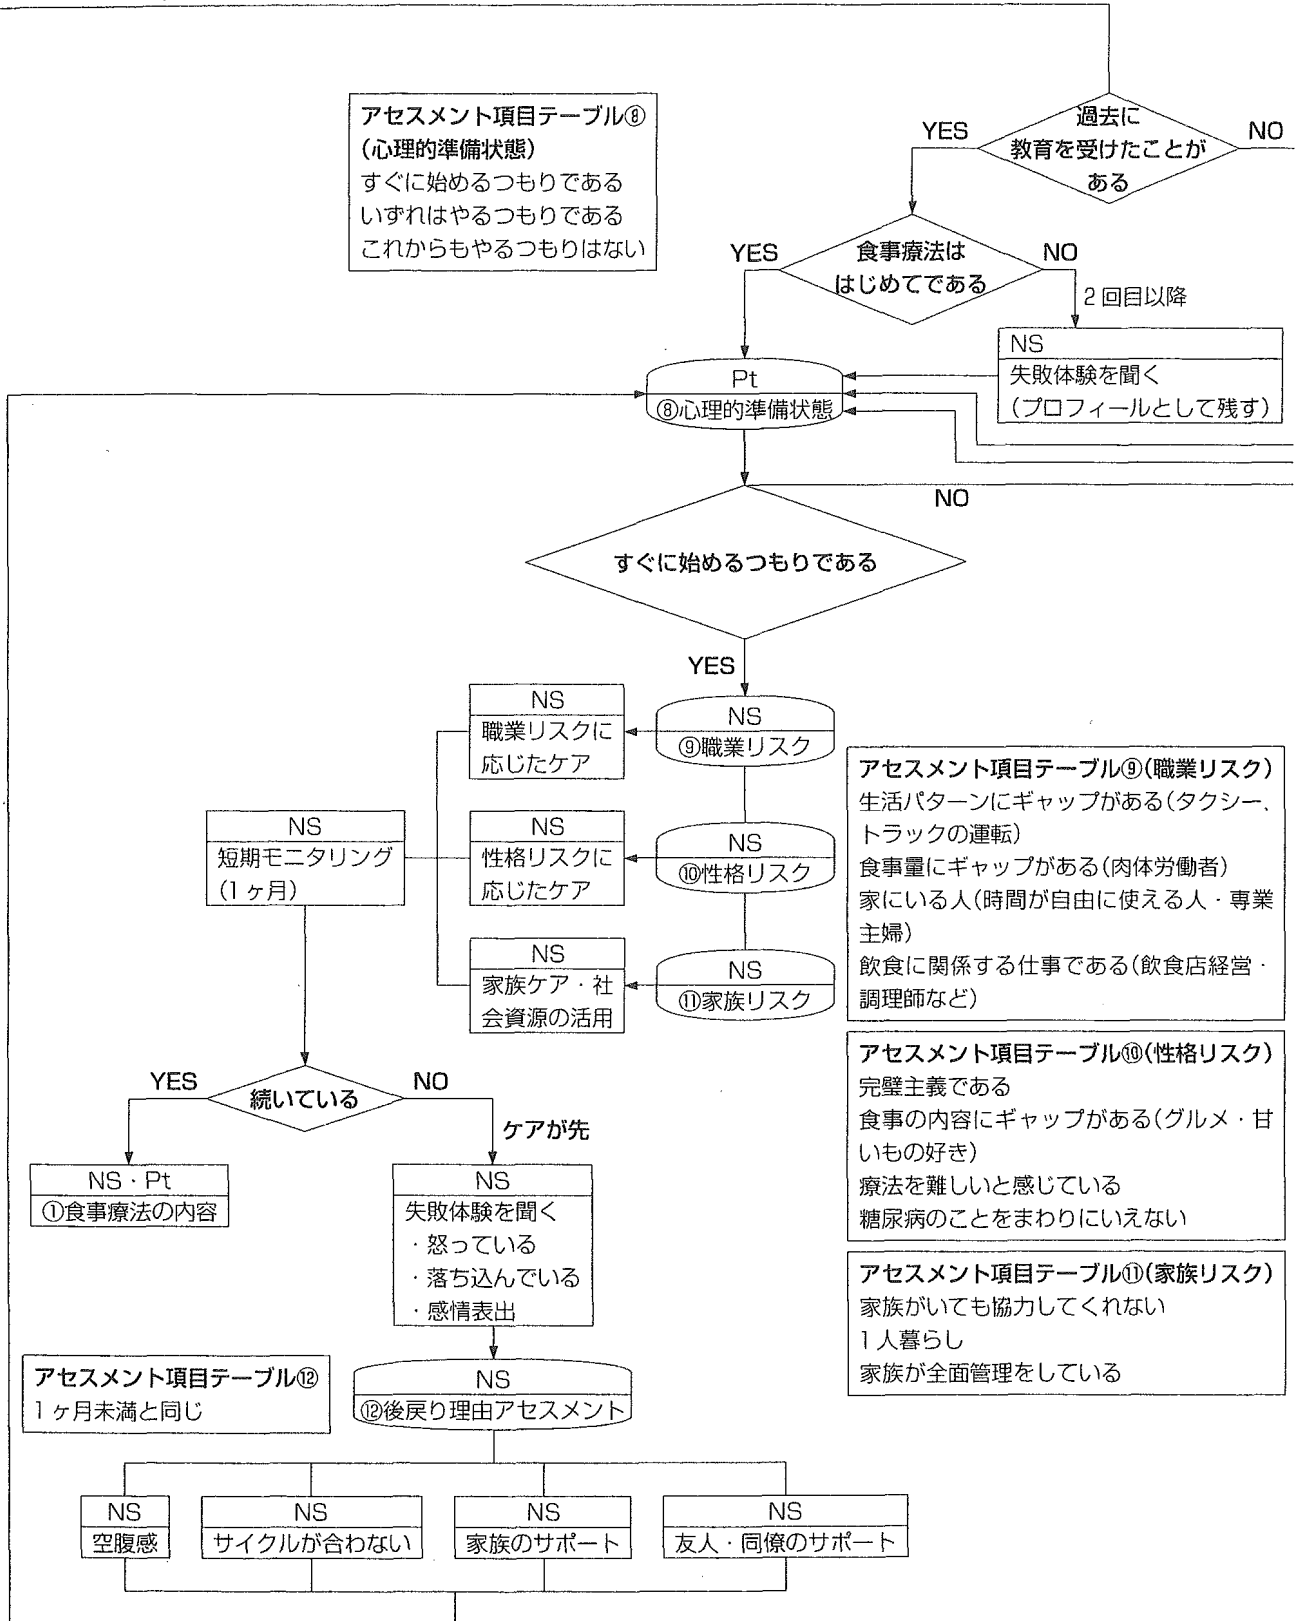 アセスメント項目テーブル⑧
(心理的準備状態)
すぐに始めるつもりである
いずれはやるつもりである
これからもやるつもりはない
過去に
教育を受けたことが
ある
YES
NO
食事療法は
はじめてである
YES
NO
2回目以降
NS
失敗体験を聞く
(プロフィールとして残す)
Pt
⑧心理的準備状態
NO
すぐに始めるつもりである
YES
NS
⑨職業リスク
NS
職業リスクに
応じたケア
NS
⑩性格リスク
NS
性格リスクに
応じたケア
NS
短期モニタリング
(1ヶ月)
NS
⑪家族リスク
NS
家族ケア・社
会資源の活用
アセスメント項目テーブル⑨(職業リスク)
生活パターンにギャップがある(タクシー、
トラックの運転)
食事量にギャップがある(肉体労働者)
家にいる人(時間が自由に使える人・専業
主婦)
飲食に関係する仕事である(飲食店経営・
調理師など)
アセスメント項目テーブル⑩(性格リスク)
完璧主義である
食事の内容にギャップがある(グルメ・甘
いもの好き)
療法を難しいと感じている
糖尿病のことをまわりにいえない
アセスメント項目テーブル⑪(家族リスク)
家族がいても協力してくれない
1人暮らし
家族が全面管理をしている
YES
続いている
NO
ケアが先
NS・Pt
①食事療法の内容
NS
失敗体験を聞く
・怒っている
・落ち込んでいる
・感情表出
アセスメント項目テーブル⑫
1ヶ月未満と同じ
NS
⑫後戻り理由アセスメント
NS
空腹感
NS
サイクルが合わない
NS
家族のサポート
NS
友人・同僚のサポート